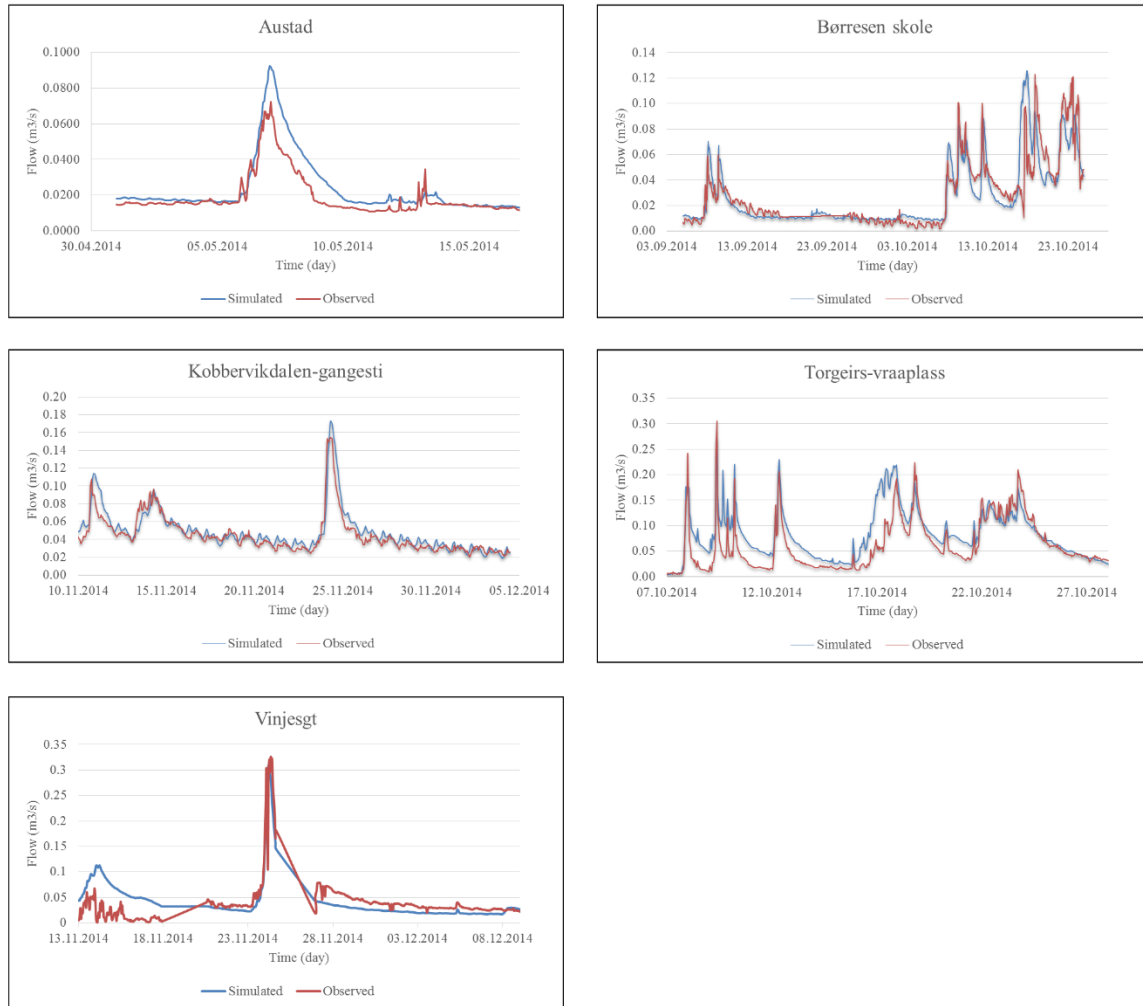 Austad
Flow (m3/s)
0.1000
0.0800
0.0600
0.0400
0.0200
0.0000
30.04.2014 05.05.2014 10.05.2014 15.05.2014
Time (day)
Simulated Observed
Børresen skole
Flow (m3/s)
0.14
0.12
0.10
0.08
0.06
0.04
0.02
0.00
03.09.2014 13.09.2014 23.09.2014 03.10.2014 13.10.2014 23.10.2014
Time (day)
Simulated Observed
Kobbervikdalen-gangesti
Flow (m3/s)
0.20
0.18
0.16
0.14
0.12
0.10
0.08
0.06
0.04
0.02
0.00
10.11.2014 15.11.2014 20.11.2014 25.11.2014 30.11.2014 05.12.2014
Time (day)
Simulated Observed
Torgeirs-vraaplass
Flow (m3/s)
0.35
0.30
0.25
0.20
0.15
0.10
0.05
0.00
07.10.2014 12.10.2014 17.10.2014 22.10.2014 27.10.2014
Time (day)
Simulated Observed
Vinjesgt
Flow (m3/s)
0.35
0.3
0.25
0.2
0.15
0.1
0.05
0
13.11.2014 18.11.2014 23.11.2014 28.11.2014 03.12.2014 08.12.2014
Time (day)
Simulated Observed